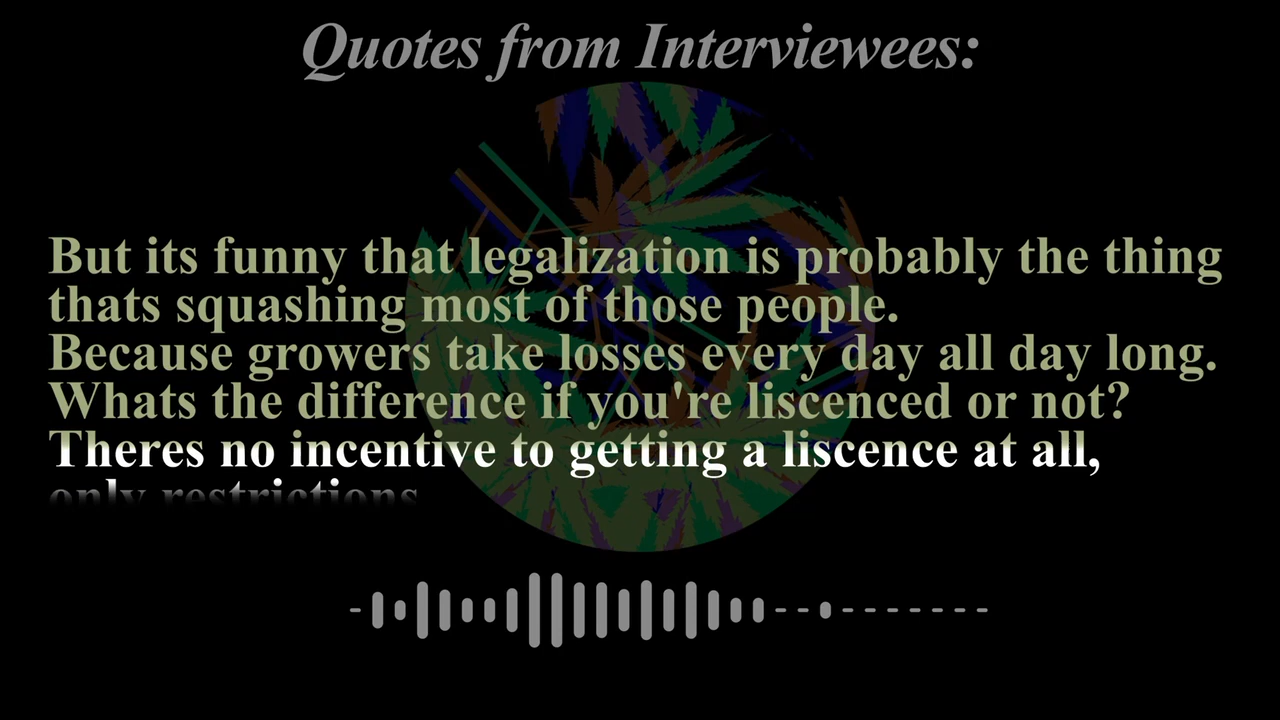 Quotes from Interviewees:
But its funny that legalization is probably the thing
thats squashing most of those people.
Because growers take losses every day all day long.
Whats the difference if you're liscenced or not?
Theres no incentive to getting a liscence at all,
only restrictions